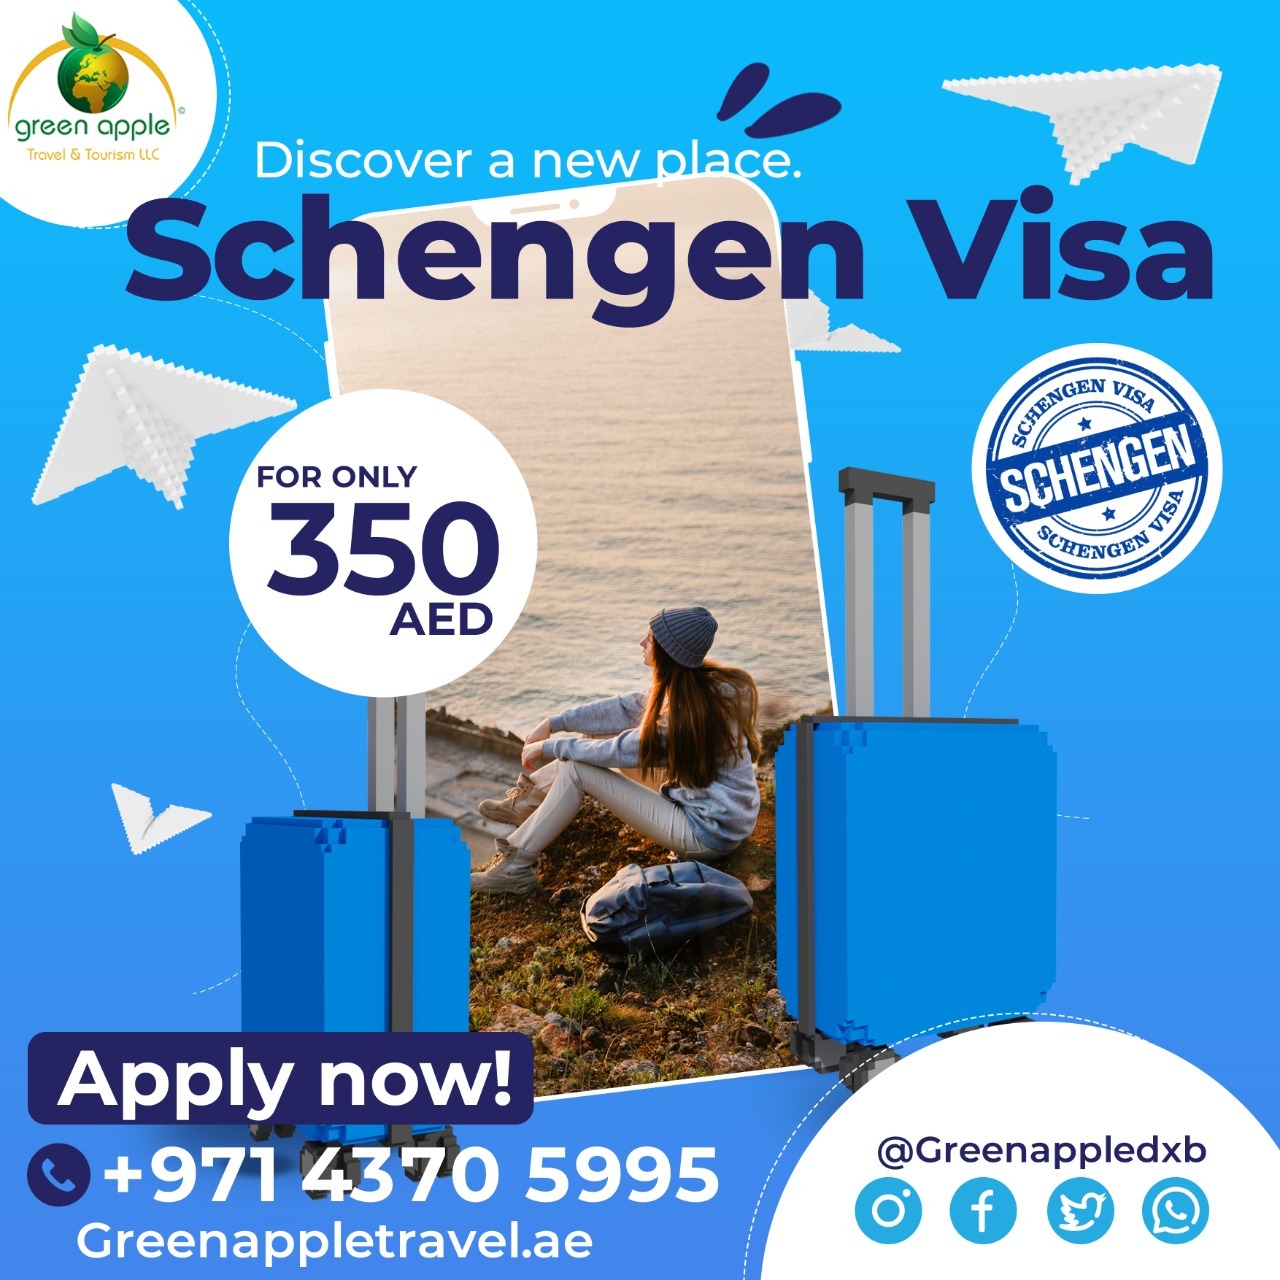 green apple
Travel & Tourism LLC
©
Discover a new place.
Schengen Visa
SCHENGEN VISA
SCHENGEN
SCHENGEN VISA
FOR ONLY
350
AED
Apply now!
+971 4370 5995
Greenappletravel.ae
@Greenappledxb